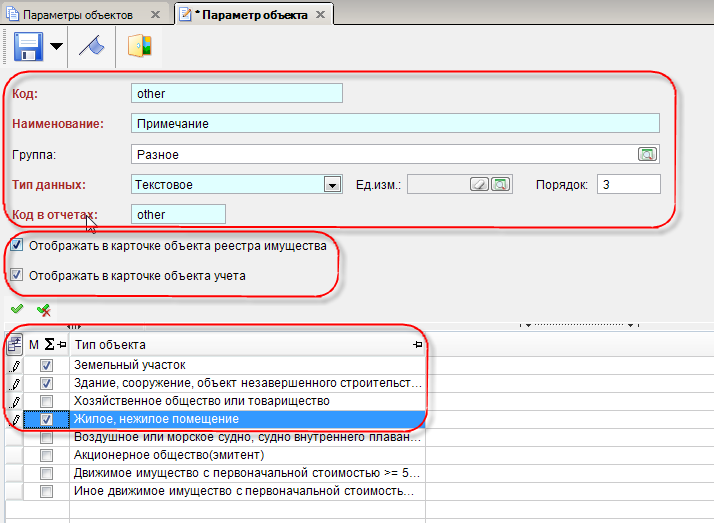 Параметры объектов
* Параметр объекта
Код: other
Наименование: Примечание
Группа: Разное
Тип данных: Текстовое Ед.изм.: Порядок: 3
Код в отчетах: other
Отображать в карточке объекта реестра имущества
Отображать в карточке объекта учета
М Σ Тип объекта
Земельный участок
Здание, сооружение, объект незавершенного строительст...
Хозяйственное общество или товарищество
Жилое, нежилое помещение
Воздушное или морское судно, судно внутреннего плаван...
Акционерное общество(эмитент)
Движимое имущество с первоначальной стоимостью >= 5...
Иное движимое имущество с первоначальной стоимость...